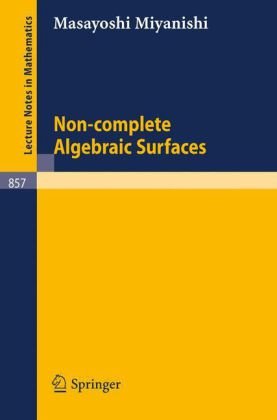 Masayoshi Miyanishi
Lecture Notes in Mathematics
Non-complete
Algebraic Surfaces
857
Springer